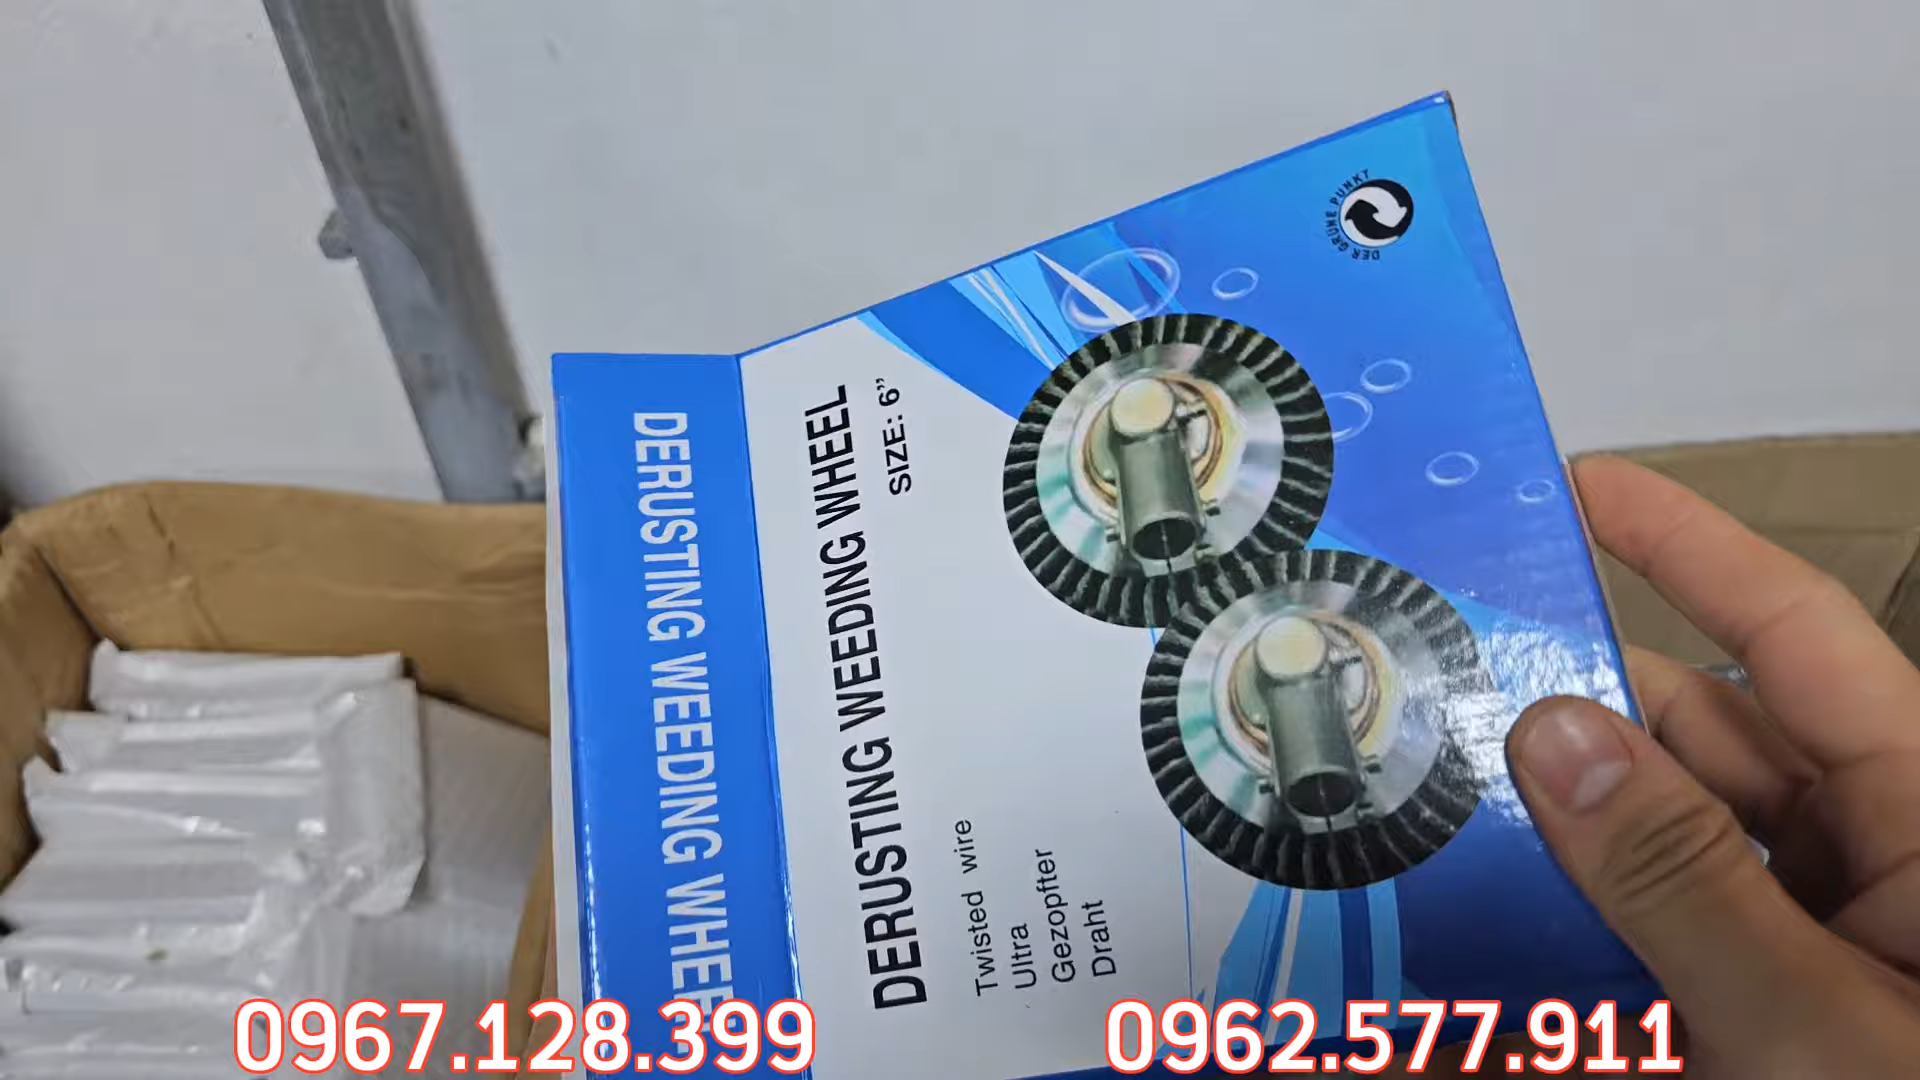 DERUSTING WEEDING WHEEL
DERUSTING WEEDING WHEEL
SIZE: 6”
Twisted wire
Ultra
Gezopfter
Draht
DER GRÜNE PUNKT
0967.128.399
0962.577.911